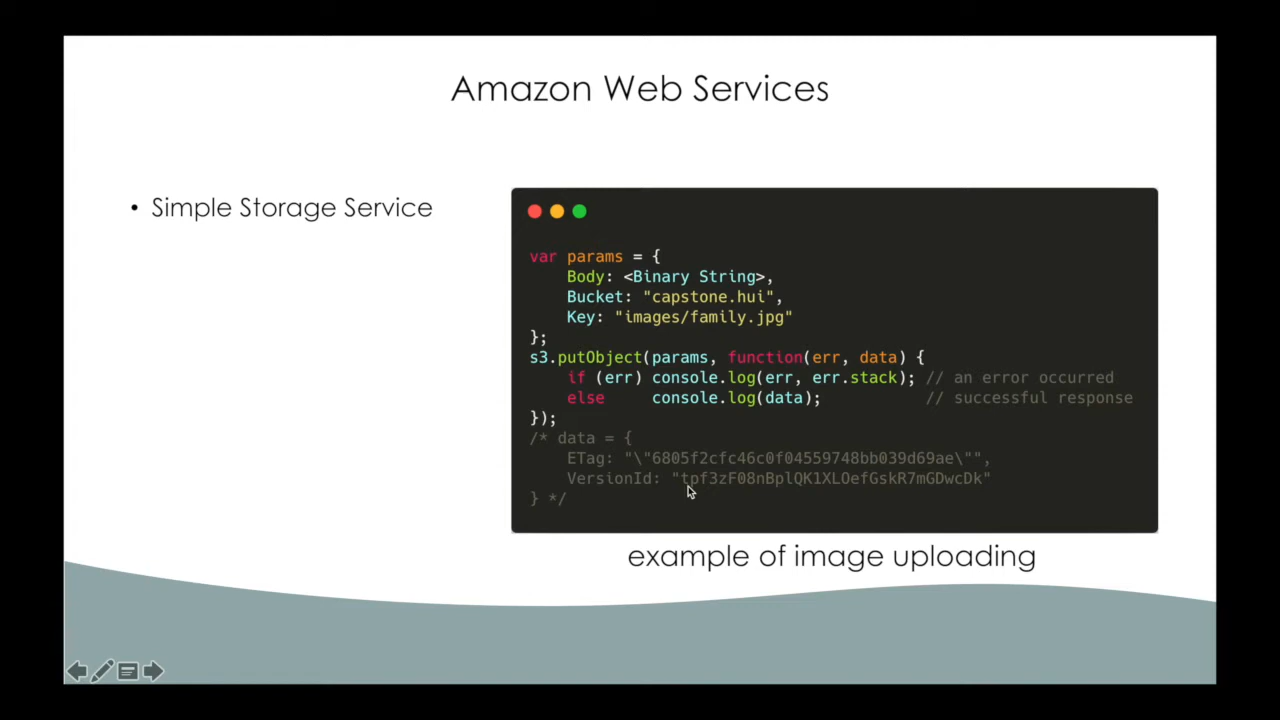 Amazon Web Services
• Simple Storage Service
var params = {
    Body: <Binary String>,
    Bucket: "capstone.hui",
    Key: "images/family.jpg"
};
s3.putObject(params, function(err, data) {
    if (err) console.log(err, err.stack); // an error occurred
    else     console.log(data);           // successful response
});
/* data = {
    ETag: "\"6805f2cfc46c0f04559748bb039d69ae\"",
    VersionId: "tpf3zF08nBplQK1XLOefGskR7mGDwcDk"
} */
example of image uploading